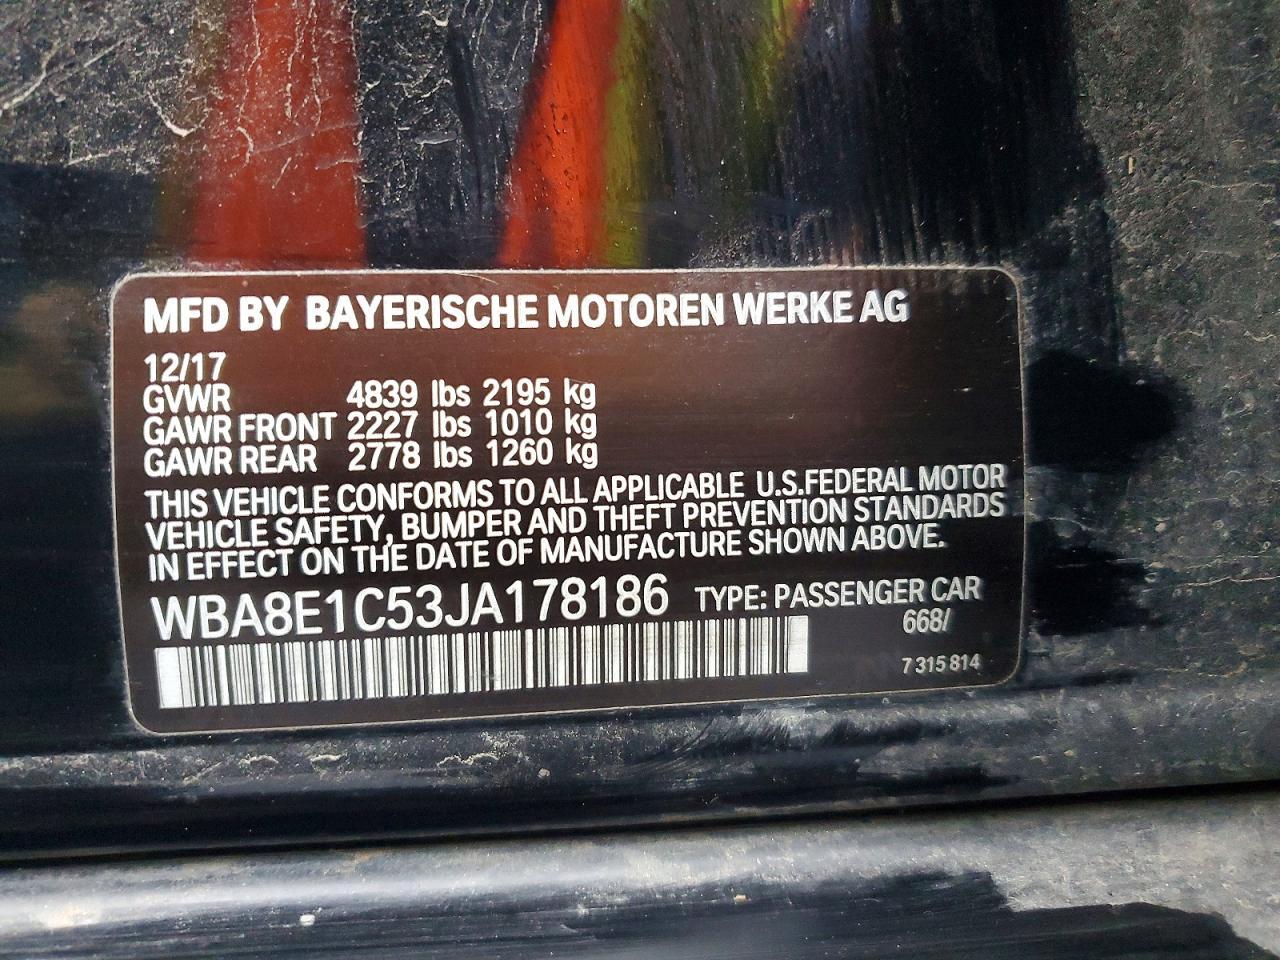 MFD BY BAYERISCHE MOTOREN WERKE AG
12/17
GVWR 4839 lbs 2195 kg
GAWR FRONT 2227 lbs 1010 kg
GAWR REAR 2778 lbs 1260 kg
THIS VEHICLE CONFORMS TO ALL APPLICABLE U.S.FEDERAL MOTOR
VEHICLE SAFETY, BUMPER AND THEFT PREVENTION STANDARDS
IN EFFECT ON THE DATE OF MANUFACTURE SHOWN ABOVE.
WBA8E1C53JA178186 TYPE: PASSENGER CAR
668/
7 315 814